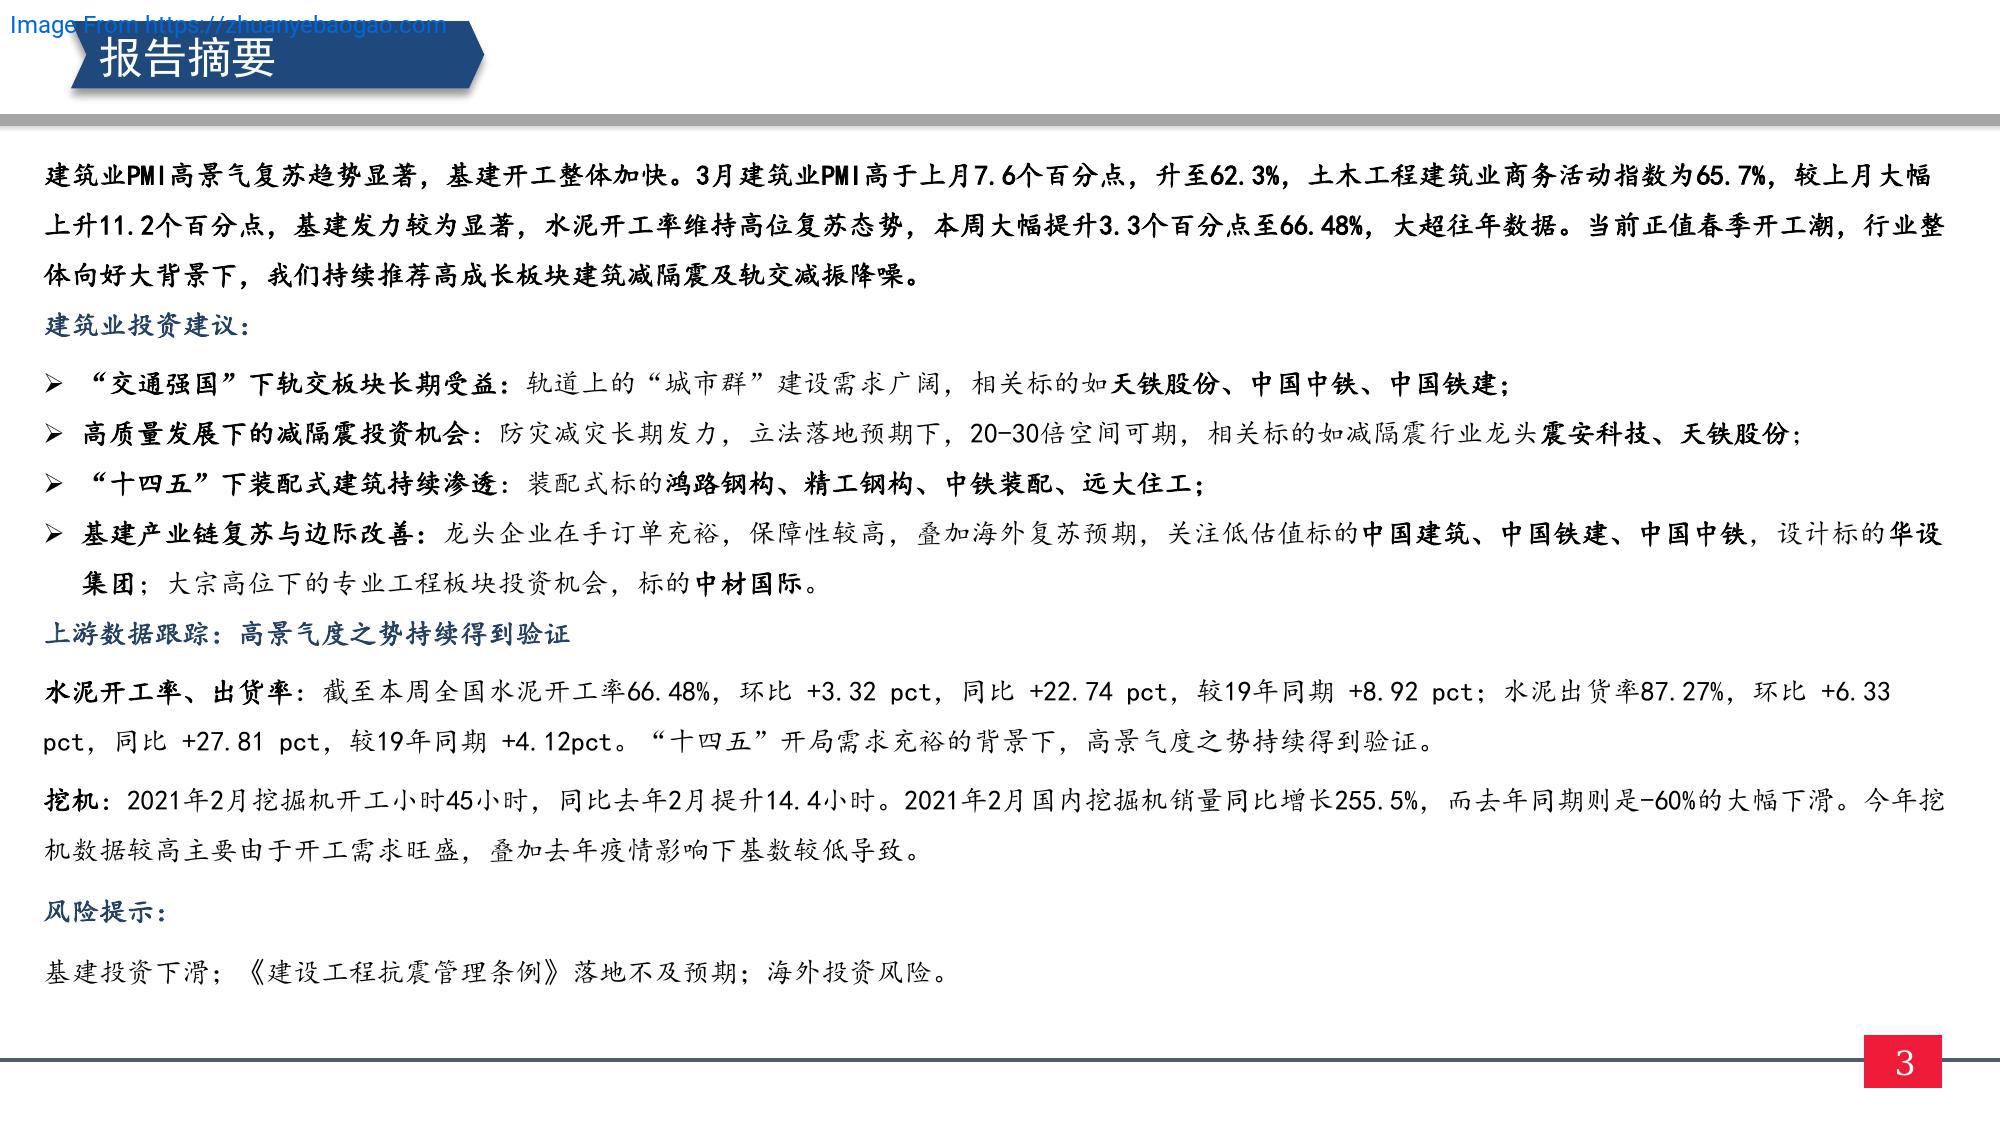 Image From https://zhuanyebaogao.com
报告摘要
建筑业PMI高景气复苏趋势显著，基建开工整体加快。3月建筑业PMI高于上月7.6个百分点，升至62.3%，土木工程建筑业商务活动指数为65.7%，较上月大幅
上升11.2个百分点，基建发力较为显著，水泥开工率维持高位复苏态势，本周大幅提升3.3个百分点至66.48%，大超往年数据。当前正值春季开工潮，行业整
体向好大背景下，我们持续推荐高成长板块建筑减隔震及轨交减振降噪。
建筑业投资建议：
➢ “交通强国”下轨交板块长期受益：轨道上的“城市群”建设需求广阔，相关标的如天铁股份、中国中铁、中国铁建；
➢ 高质量发展下的减隔震投资机会：防灾减灾长期发力，立法落地预期下，20-30倍空间可期，相关标的如减隔震行业龙头震安科技、天铁股份；
➢ “十四五”下装配式建筑持续渗透：装配式标的鸿路钢构、精工钢构、中铁装配、远大住工；
➢ 基建产业链复苏与边际改善：龙头企业在手订单充裕，保障性较高，叠加海外复苏预期，关注低估值标的中国建筑、中国铁建、中国中铁，设计标的华设
集团；大宗高位下的专业工程板块投资机会，标的中材国际。
上游数据跟踪：高景气度之势持续得到验证
水泥开工率、出货率：截至本周全国水泥开工率66.48%，环比 +3.32 pct，同比 +22.74 pct，较19年同期 +8.92 pct；水泥出货率87.27%，环比 +6.33
pct，同比 +27.81 pct，较19年同期 +4.12pct。“十四五”开局需求充裕的背景下，高景气度之势持续得到验证。
挖机：2021年2月挖掘机开工小时45小时，同比去年2月提升14.4小时。2021年2月国内挖掘机销量同比增长255.5%，而去年同期则是-60%的大幅下滑。今年挖
机数据较高主要由于开工需求旺盛，叠加去年疫情影响下基数较低导致。
风险提示：
基建投资下滑；《建设工程抗震管理条例》落地不及预期；海外投资风险。
3